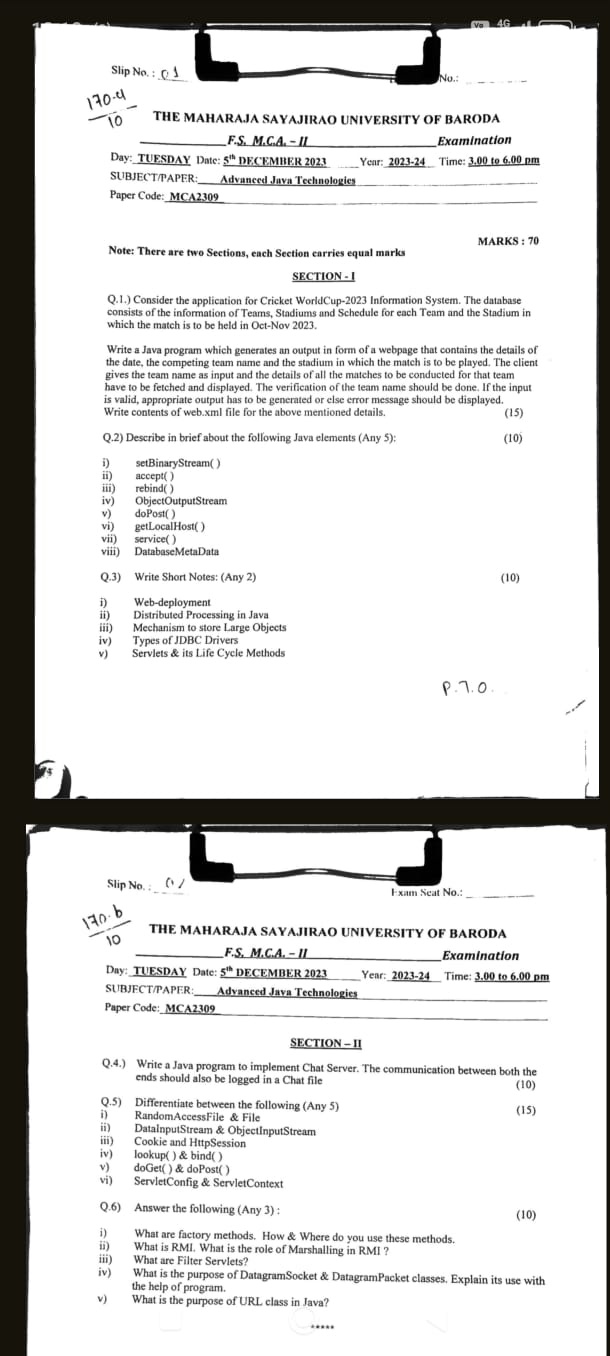 Vo 4G
Slip No. : 01
No.:
170-a
10
THE MAHARAJA SAYAJIRAO UNIVERSITY OF BARODA
F.S. M.C.A. – II Examination
Day: TUESDAY Date: 5th DECEMBER 2023 Year: 2023-24 Time: 3.00 to 6.00 pm
SUBJECT/PAPER: Advanced Java Technologies
Paper Code: MCA2309
MARKS : 70
Note: There are two Sections, each Section carries equal marks
SECTION - I
Q.1.) Consider the application for Cricket WorldCup-2023 Information System. The database
consists of the information of Teams, Stadiums and Schedule for each Team and the Stadium in
which the match is to be held in Oct-Nov 2023.
Write a Java program which generates an output in form of a webpage that contains the details of
the date, the competing team name and the stadium in which the match is to be played. The client
gives the team name as input and the details of all the matches to be conducted for that team
have to be fetched and displayed. The verification of the team name should be done. If the input
is valid, appropriate output has to be generated or else error message should be displayed.
Write contents of web.xml file for the above mentioned details. (15)
Q.2) Describe in brief about the following Java elements (Any 5): (10)
i) setBinaryStream( )
ii) accept( )
iii) rebind( )
iv) ObjectOutputStream
v) doPost( )
vi) getLocalHost( )
vii) service( )
viii) DatabaseMetaData
Q.3) Write Short Notes: (Any 2) (10)
i) Web-deployment
ii) Distributed Processing in Java
iii) Mechanism to store Large Objects
iv) Types of JDBC Drivers
v) Servlets & its Life Cycle Methods
P.T.O.
Slip No. : 01
Exam Seat No.:
170-b
10
THE MAHARAJA SAYAJIRAO UNIVERSITY OF BARODA
F.S. M.C.A. – II Examination
Day: TUESDAY Date: 5th DECEMBER 2023 Year: 2023-24 Time: 3.00 to 6.00 pm
SUBJECT/PAPER: Advanced Java Technologies
Paper Code: MCA2309
SECTION – II
Q.4.) Write a Java program to implement Chat Server. The communication between both the
ends should also be logged in a Chat file (10)
Q.5) Differentiate between the following (Any 5) (15)
i) RandomAccessFile & File
ii) DataInputStream & ObjectInputStream
iii) Cookie and HttpSession
iv) lookup( ) & bind( )
v) doGet( ) & doPost( )
vi) ServletConfig & ServletContext
Q.6) Answer the following (Any 3) : (10)
i) What are factory methods. How & Where do you use these methods.
ii) What is RMI. What is the role of Marshalling in RMI ?
iii) What are Filter Servlets?
iv) What is the purpose of DatagramSocket & DatagramPacket classes. Explain its use with
the help of program.
v) What is the purpose of URL class in Java?
*****